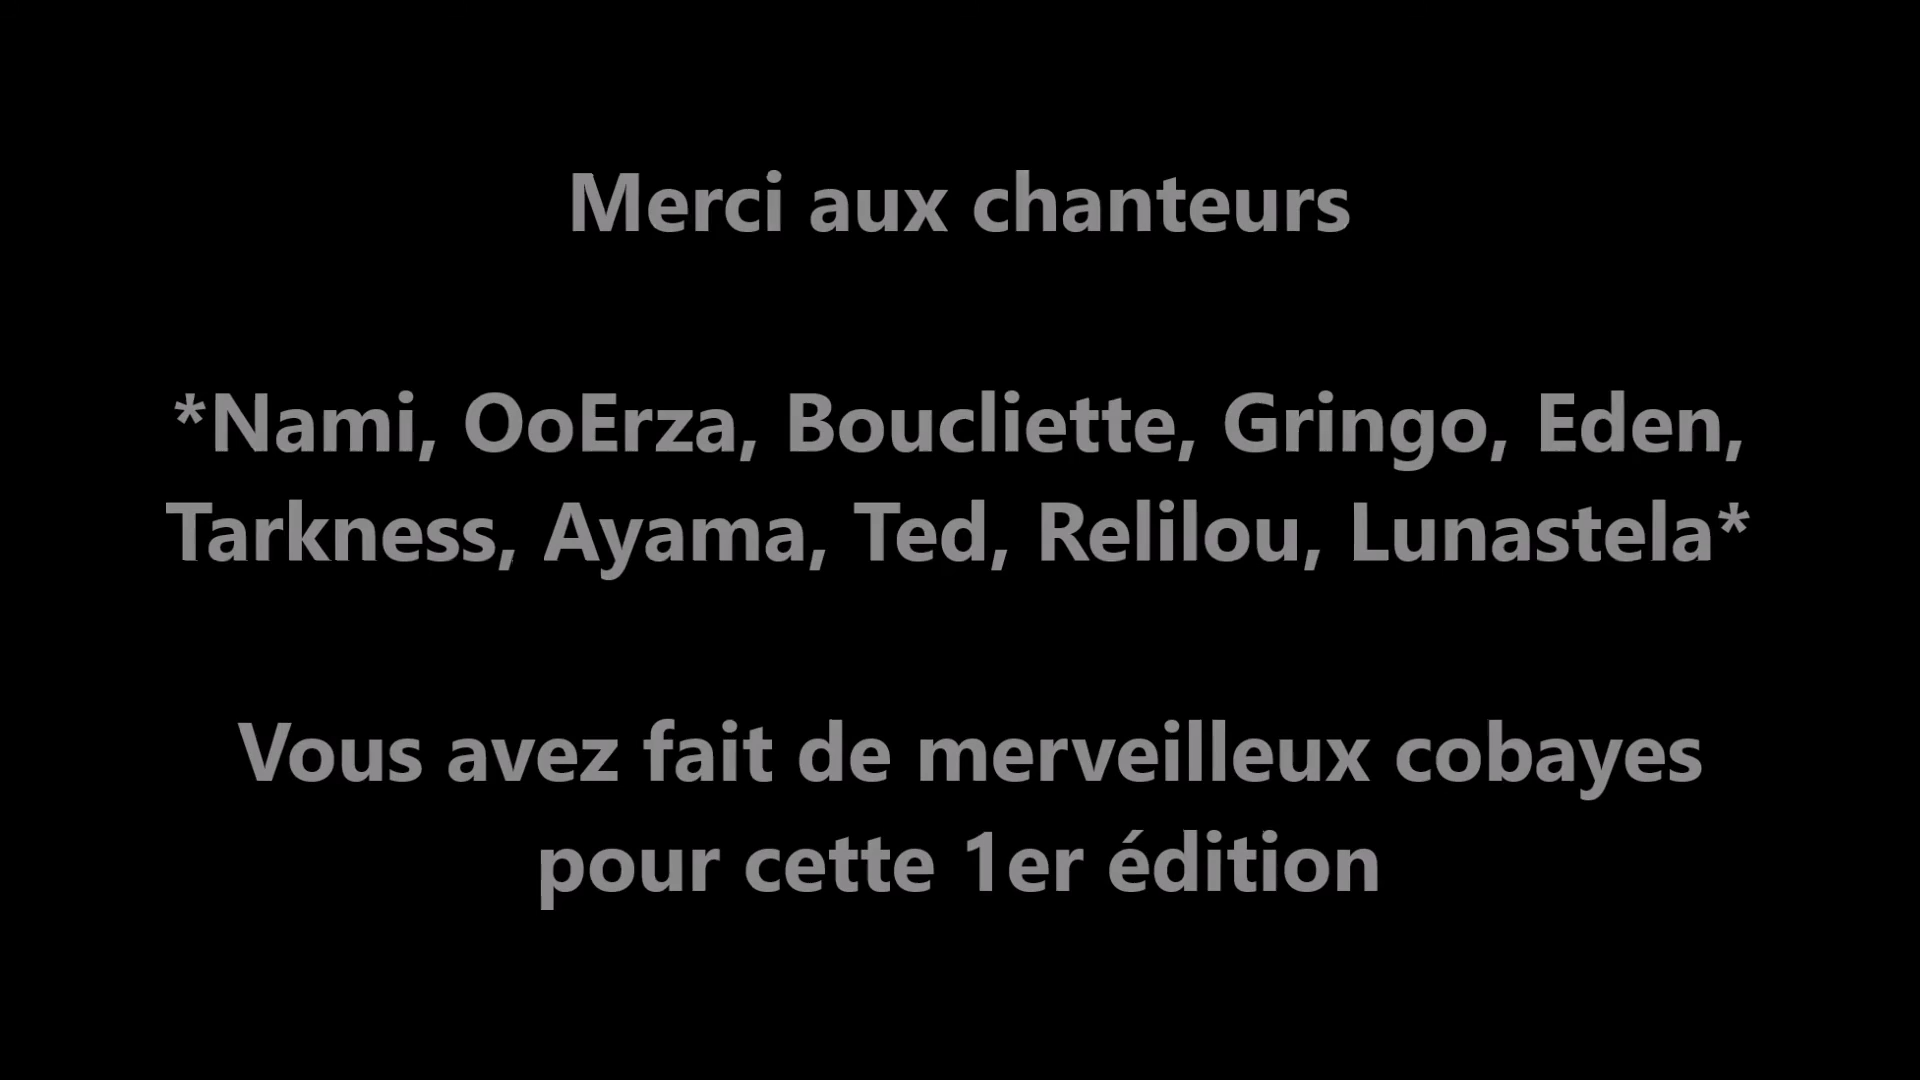 Merci aux chanteurs
*Nami, OoErza, Boucliette, Gringo, Eden,
Tarkness, Ayama, Ted, Relilou, Lunastela*
Vous avez fait de merveilleux cobayes
pour cette 1er édition